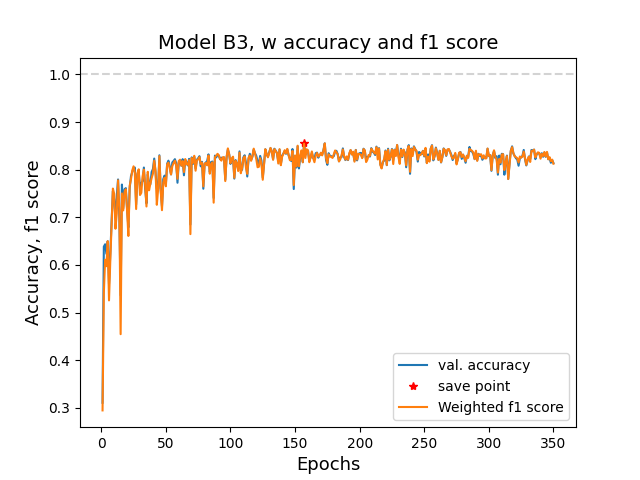 Model B3, w accuracy and f1 score
Accuracy, f1 score
1.0
0.9
0.8
0.7
0.6
0.5
0.4
0.3
0
50
100
150
200
250
300
350
Epochs
val. accuracy
save point
Weighted f1 score